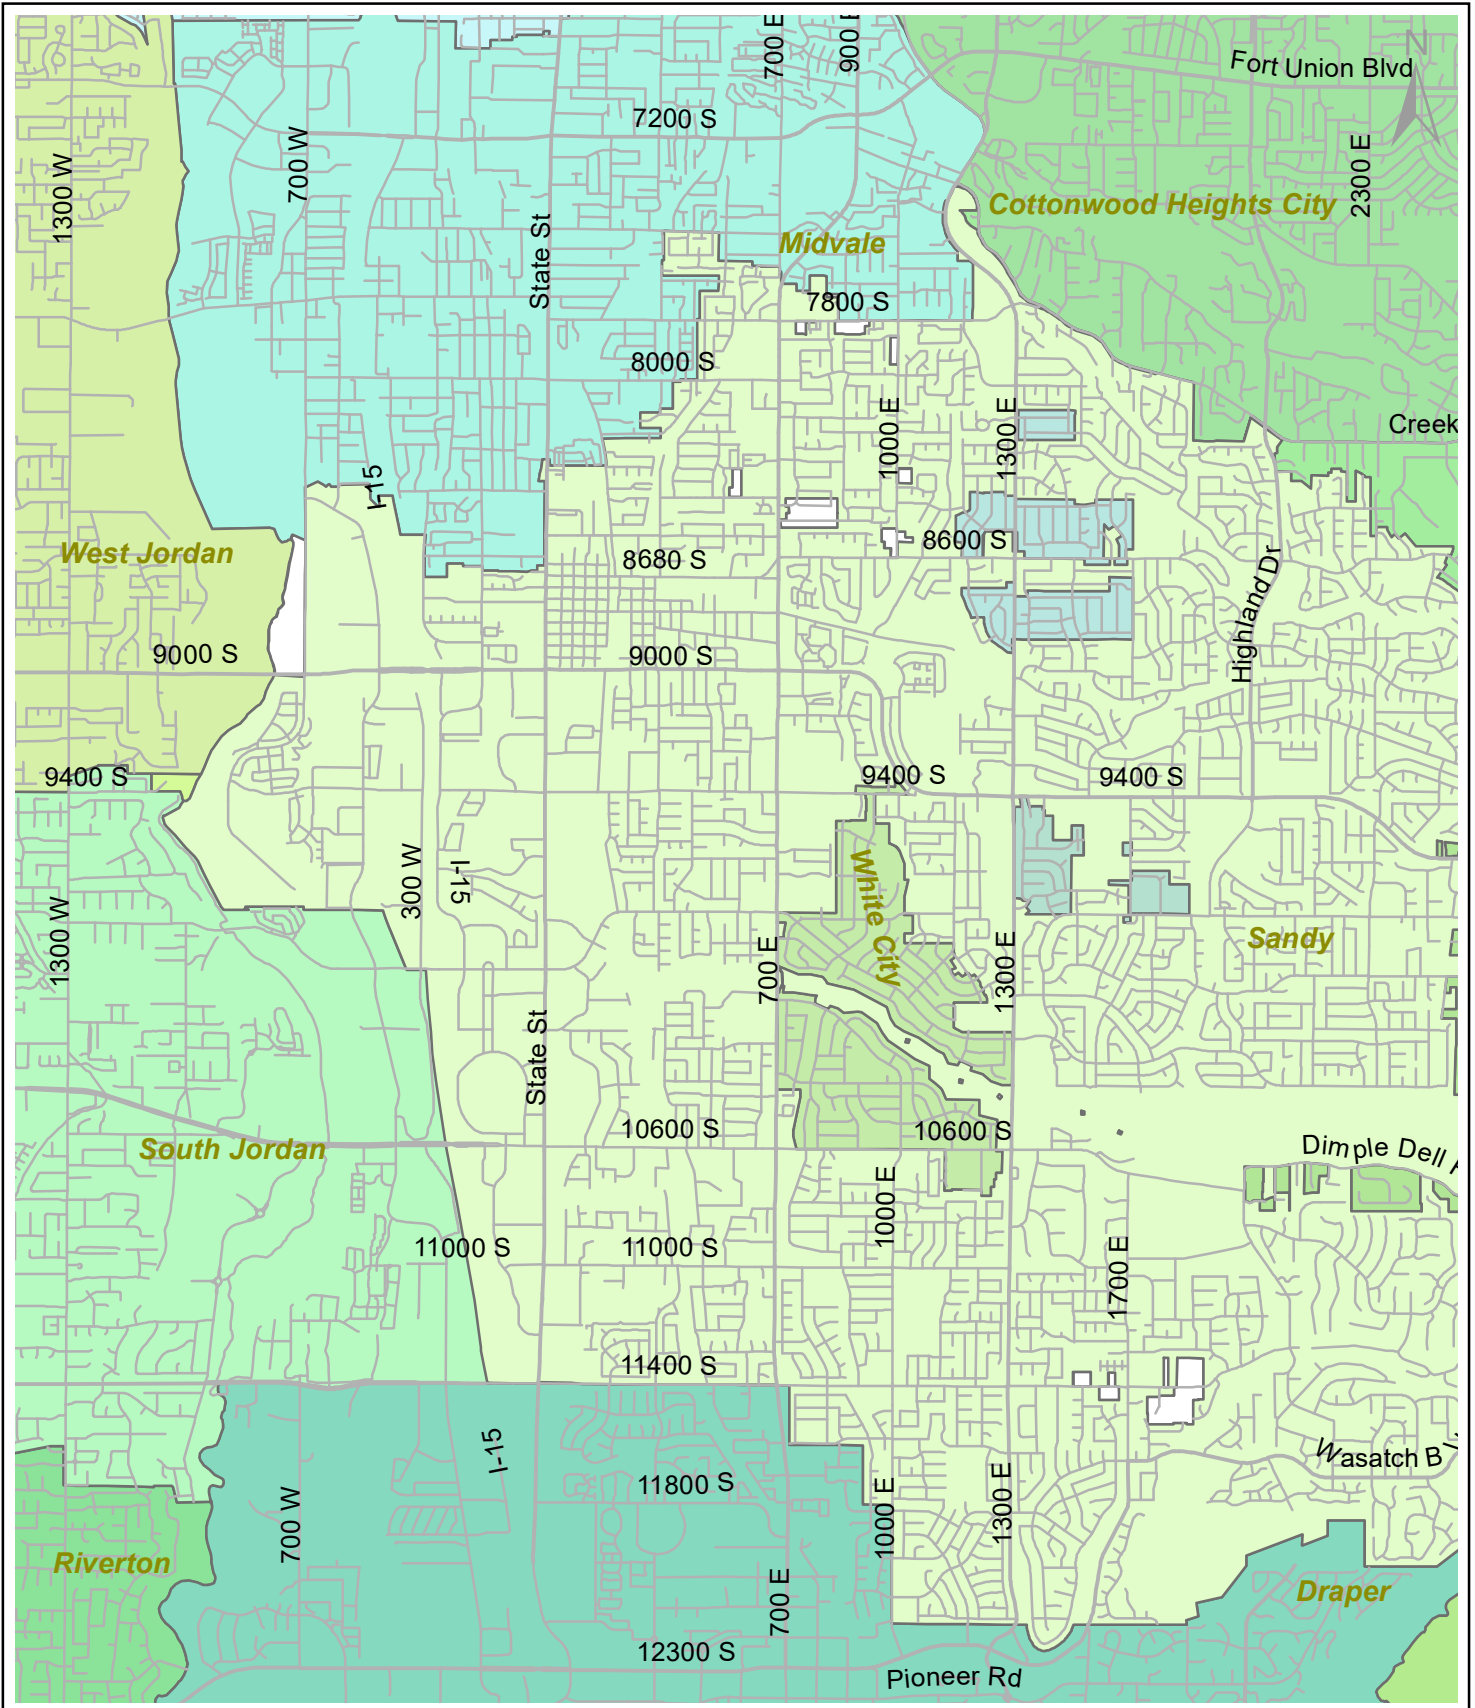 700 E
900 E
N
Fort Union Blvd
7200 S
700 W
1300 W
2300 E
Cottonwood Heights City
State St
Midvale
7800 S
8000 S
1000 E
1300 E
Creek
I-15
West Jordan
8680 S
8600 S
Highland Dr
9000 S
9000 S
9400 S
9400 S
9400 S
300 W
I-15
White City
1300 W
700 E
1300 E
Sandy
State St
South Jordan
10600 S
10600 S
Dimple Dell
1000 E
11000 S
11000 S
1700 E
11400 S
I-15
Wasatch B
11800 S
700 W
1000 E
1300 E
Riverton
700 E
Draper
12300 S
Pioneer Rd